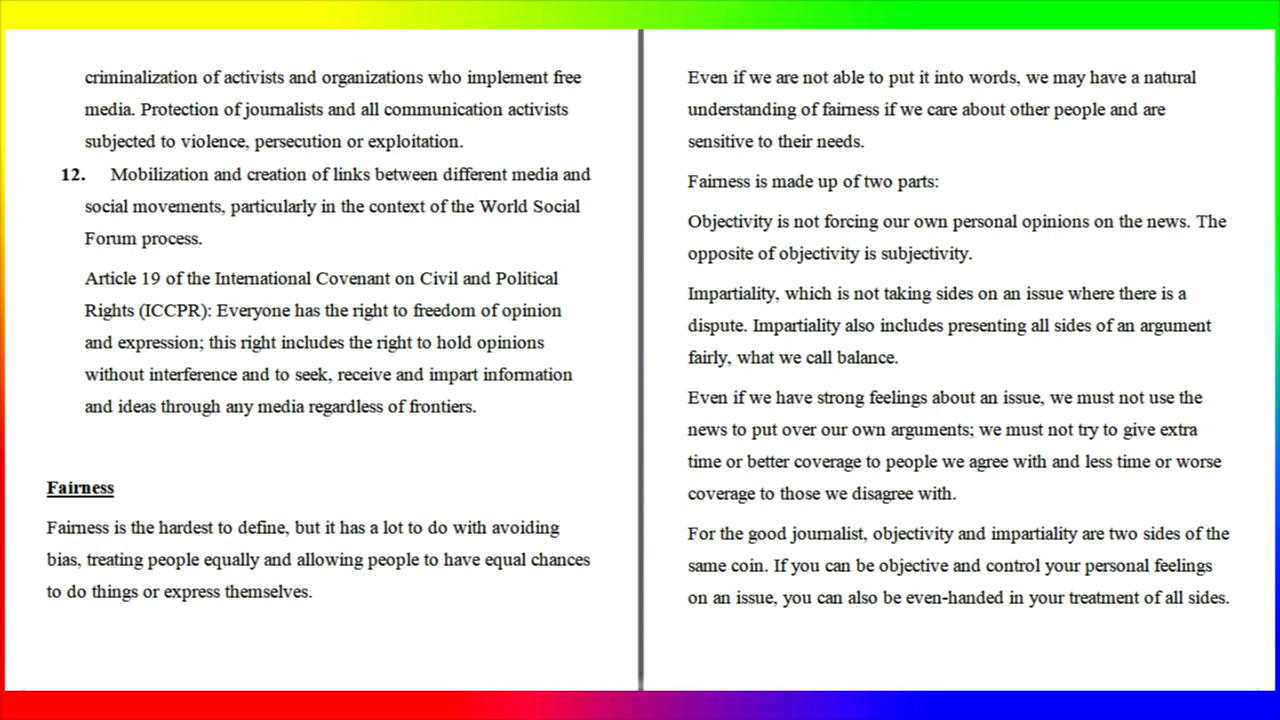 criminalization of activists and organizations who implement free
media. Protection of journalists and all communication activists
subjected to violence, persecution or exploitation.
12. Mobilization and creation of links between different media and
social movements, particularly in the context of the World Social
Forum process.
Article 19 of the International Covenant on Civil and Political
Rights (ICCPR): Everyone has the right to freedom of opinion
and expression; this right includes the right to hold opinions
without interference and to seek, receive and impart information
and ideas through any media regardless of frontiers.
Fairness
Fairness is the hardest to define, but it has a lot to do with avoiding
bias, treating people equally and allowing people to have equal chances
to do things or express themselves.
Even if we are not able to put it into words, we may have a natural
understanding of fairness if we care about other people and are
sensitive to their needs.
Fairness is made up of two parts:
Objectivity is not forcing our own personal opinions on the news. The
opposite of objectivity is subjectivity.
Impartiality, which is not taking sides on an issue where there is a
dispute. Impartiality also includes presenting all sides of an argument
fairly, what we call balance.
Even if we have strong feelings about an issue, we must not use the
news to put over our own arguments; we must not try to give extra
time or better coverage to people we agree with and less time or worse
coverage to those we disagree with.
For the good journalist, objectivity and impartiality are two sides of the
same coin. If you can be objective and control your personal feelings
on an issue, you can also be even-handed in your treatment of all sides.